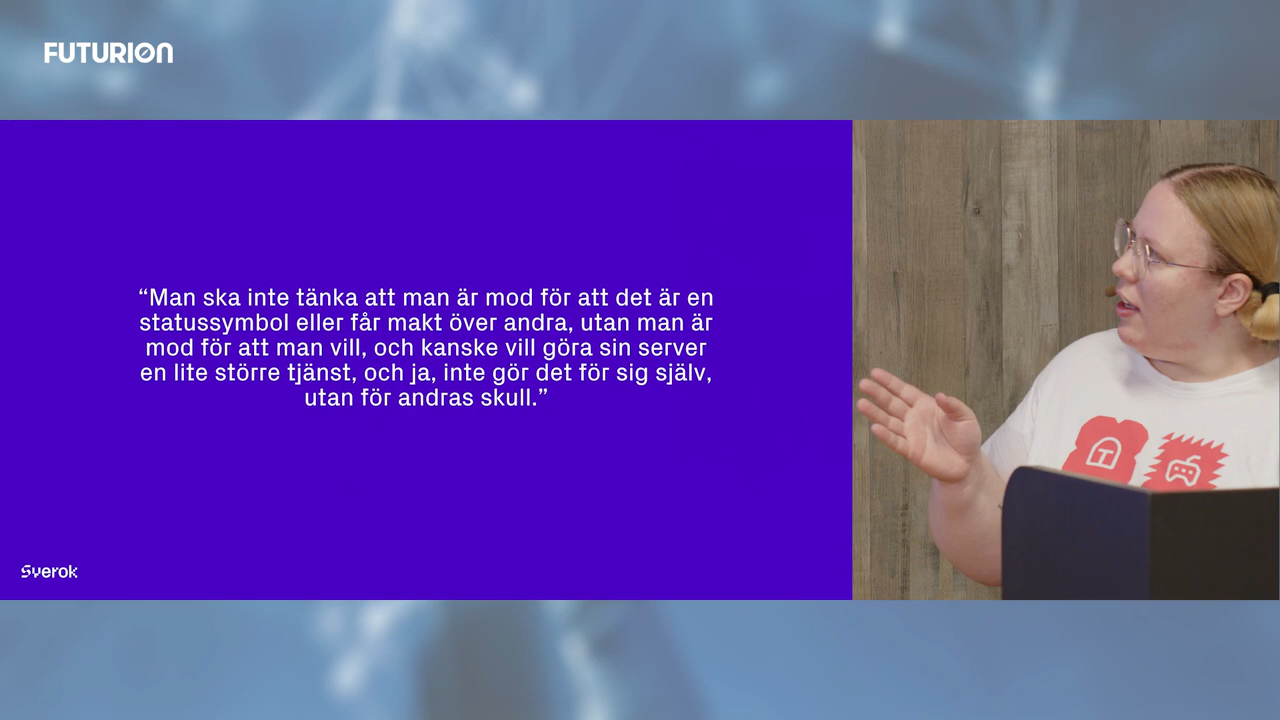 FUTURION
“Man ska inte tänka att man är mod för att det är en
statussymbol eller får makt över andra, utan man är
mod för att man vill, och kanske vill göra sin server
en lite större tjänst, och ja, inte gör det för sig själv,
utan för andras skull.”
T
Sverok